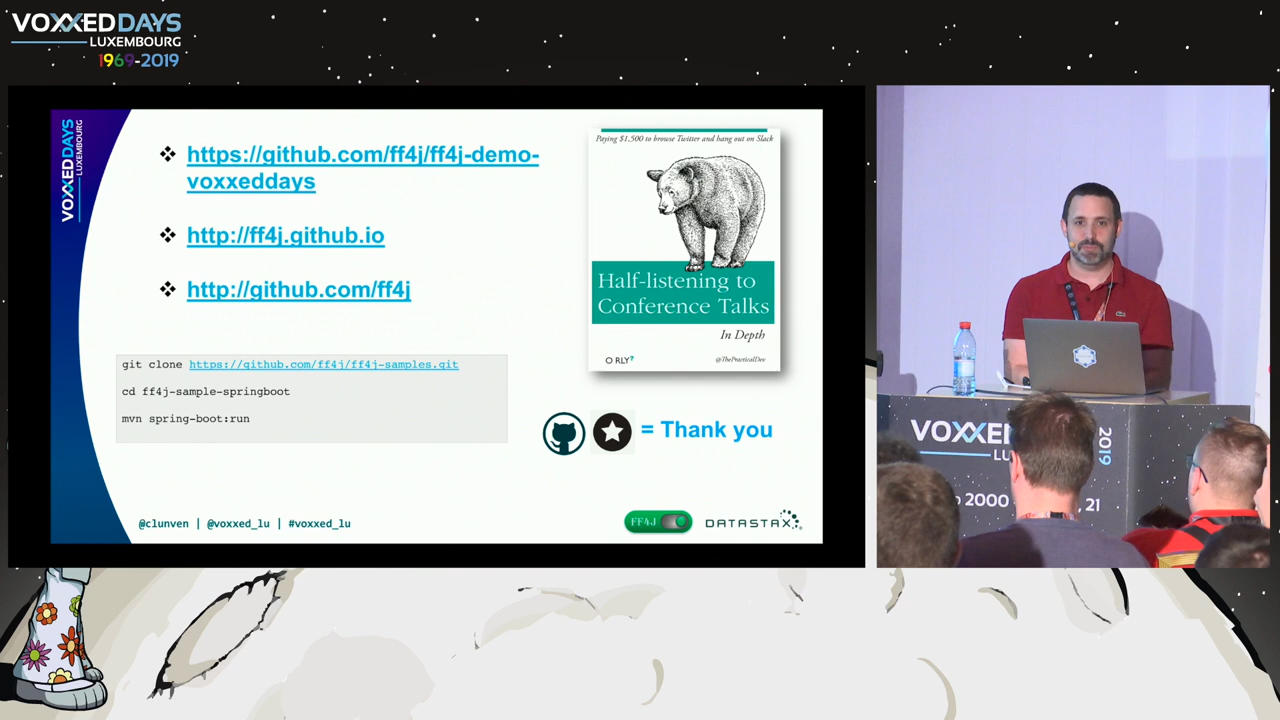 VOXXED DAYS
LUXEMBOURG
1969-2019
VOXXED DAYS
LUXEMBOURG
https://github.com/ff4j/ff4j-demo-
voxxeddays
http://ff4j.github.io
http://github.com/ff4j
git clone https://github.com/ff4j/ff4j-samples.git
cd ff4j-sample-springboot
mvn spring-boot:run
Paying $1,500 to browse Twitter and hang out on Slack
Half-listening to
Conference Talks
In Depth
O RLY?
@ThePracticalDev
= Thank you
@clunven | @voxxed_lu | #voxxed_lu
FF4J
DATASTAX
VOXXED
LU
2019
2000
, 21